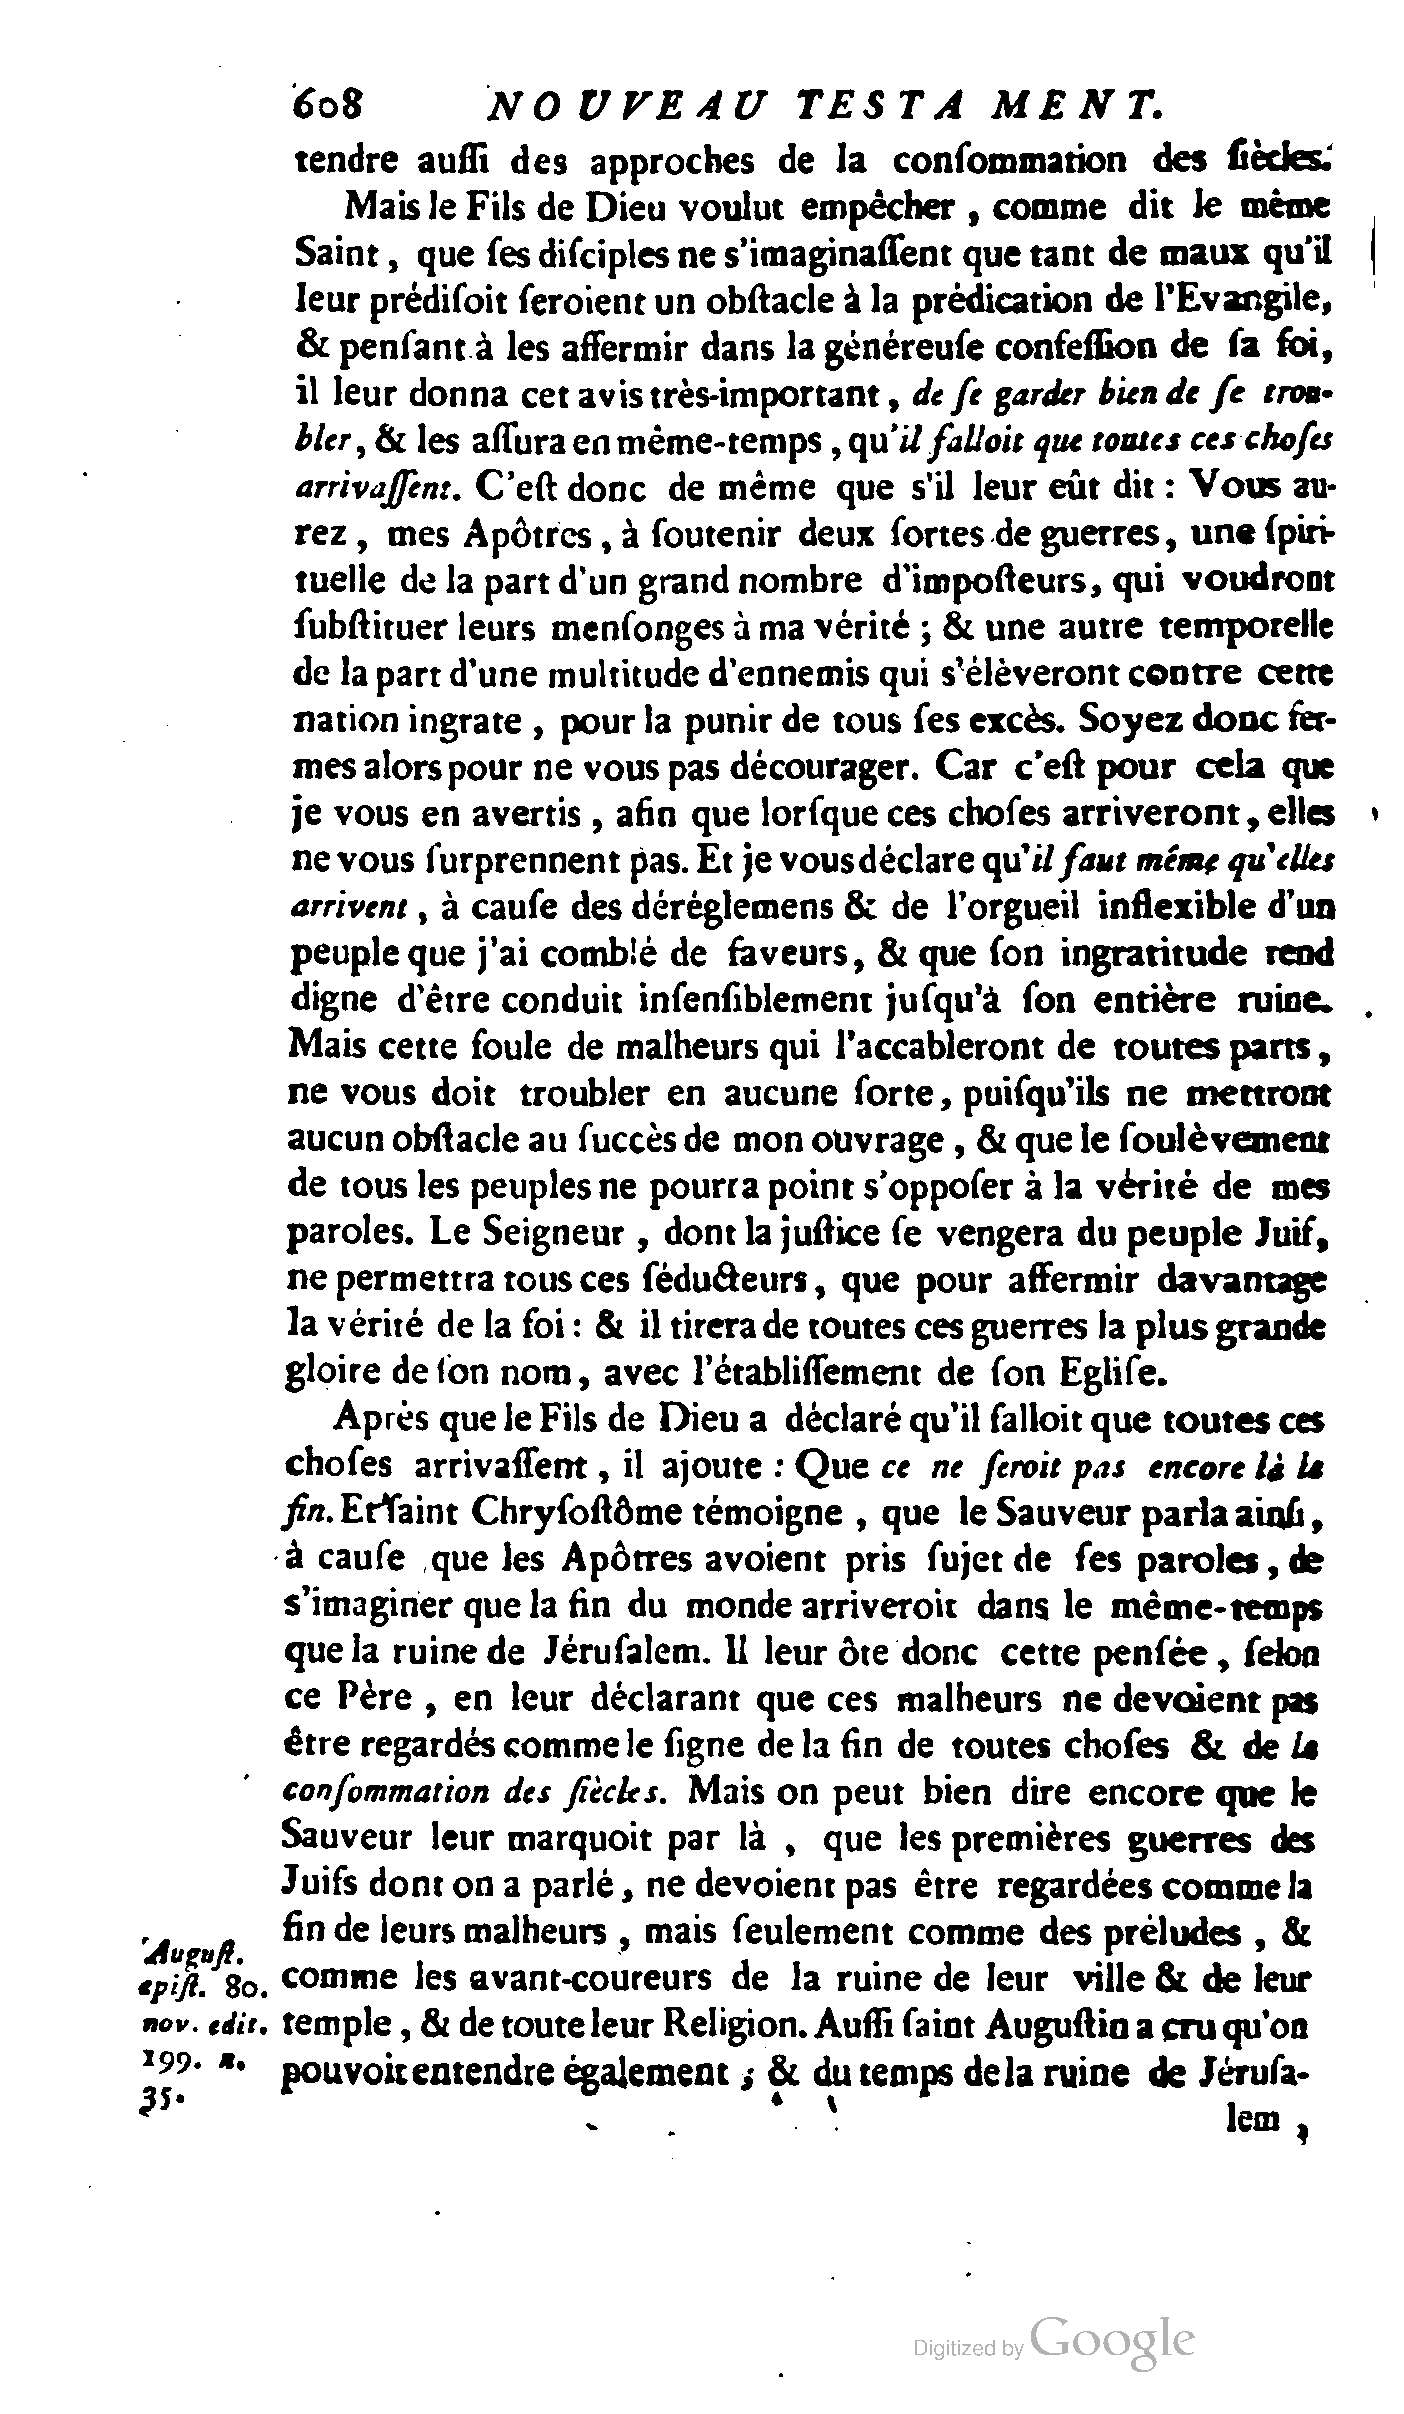 608 NOUVEAU TESTAMENT.
tendre auſſi des approches de la conſommation des ſiècles.
Mais le Fils de Dieu voulut empêcher , comme dit le même
Saint , que ſes diſciples ne s'imaginaſſent que tant de maux qu'il
leur prédiſoit ſeroient un obſtacle à la prédication de l'Evangile,
& penſant à les affermir dans la généreuſe confeſſion de ſa foi,
il leur donna cet avis très-important , de ſe garder bien de ſe trou-
bler, & les aſſura en même-temps , qu'il falloit que toutes ces choſes
arrivaſſent. C'eſt donc de même que s'il leur eût dit : Vous au-
rez , mes Apôtres , à ſoutenir deux ſortes de guerres, une ſpiri-
tuelle de la part d'un grand nombre d'impoſteurs, qui voudront
ſubſtituer leurs menſonges à ma vérité ; & une autre temporelle
de la part d'une multitude d'ennemis qui s'élèveront contre cette
nation ingrate , pour la punir de tous ſes excès. Soyez donc fer-
mes alors pour ne vous pas décourager. Car c'eſt pour cela que
je vous en avertis , afin que lorſque ces choſes arriveront , elles
ne vous ſurprennent pas. Et je vous déclare qu'il faut même qu'elles
arrivent , à cauſe des déréglemens & de l'orgueil inflexible d'un
peuple que j'ai comblé de faveurs, & que ſon ingratitude rend
digne d'être conduit inſenſiblement juſqu'à ſon entière ruine.
Mais cette foule de malheurs qui l'accableront de toutes parts ,
ne vous doit troubler en aucune ſorte , puiſqu'ils ne mettront
aucun obſtacle au ſuccès de mon ouvrage , & que le ſoulèvement
de tous les peuples ne pourra point s'oppoſer à la vérité de mes
paroles. Le Seigneur , dont la juſtice ſe vengera du peuple Juif,
ne permettra tous ces ſéducteurs, que pour affermir davantage
la vérité de la foi : & il tirera de toutes ces guerres la plus grande
gloire de ſon nom, avec l'établiſſement de ſon Egliſe.
Après que le Fils de Dieu a déclaré qu'il falloit que toutes ces
choſes arrivaſſent , il ajoute : Que ce ne ſeroit pas encore là la
fin. Et ſaint Chryſoſtôme témoigne , que le Sauveur parla ainſi ,
à cauſe que les Apôtres avoient pris ſujet de ſes paroles , de
s'imaginer que la fin du monde arriveroit dans le même-temps
que la ruine de Jéruſalem. Il leur ôte donc cette penſée , ſelon
ce Père , en leur déclarant que ces malheurs ne devoient pas
être regardés comme le ſigne de la fin de toutes choſes & de la
conſommation des ſiècles. Mais on peut bien dire encore que le
Sauveur leur marquoit par là , que les premières guerres des
Juifs dont on a parlé , ne devoient pas être regardées comme la
fin de leurs malheurs , mais ſeulement comme des préludes , &
comme les avant-coureurs de la ruine de leur ville & de leur
temple , & de toute leur Religion. Auſſi ſaint Auguſtin a cru qu'on
pouvoit entendre également ; & du temps de la ruine de Jéruſa-
lem ,
Auguſt.
epiſt. 80.
nov. edit.
199. n.
35.
Digitized by Google